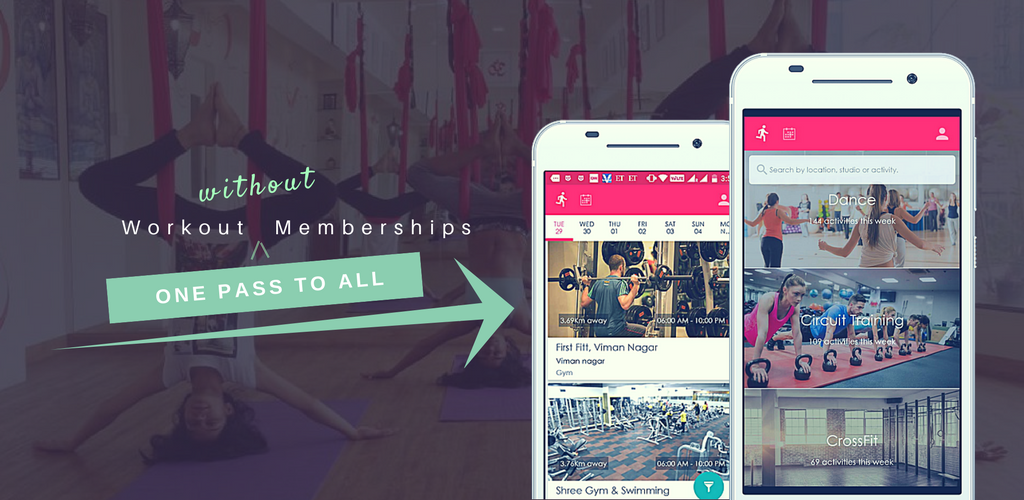 without
Workout Memberships
ONE PASS TO ALL
TUE 29
WED 30
THU 01
FRI 02
SAT 03
SUN 04
3.69Km away
06:00 AM - 10:00 PM
First Fitt, Viman Nagar
Viman nagar
Gym
3.76Km away
06:00 AM - 10:00 PM
Shree Gym & Swimming
Search by location, studio or activity.
Dance
144 activities this week
Circuit Training
109 activities this week
CrossFit
69 activities this week